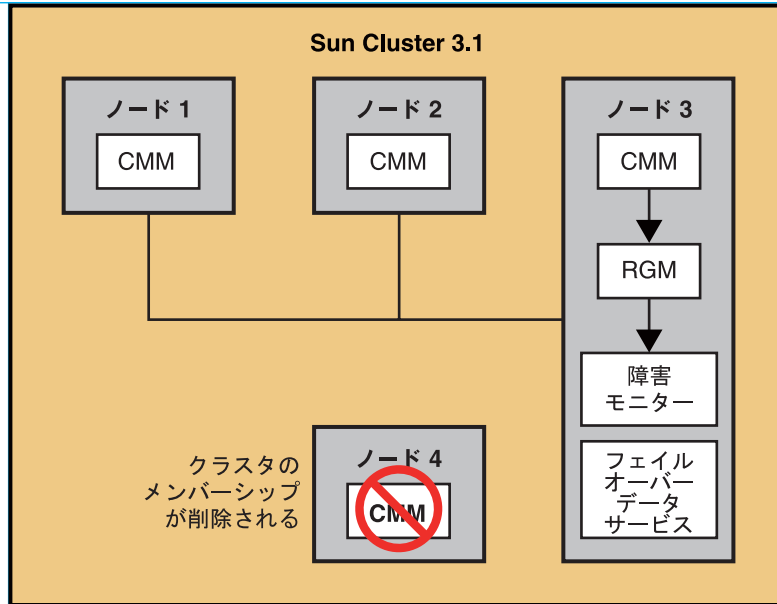 Sun Cluster 3.1
ノード 1
CMM
ノード 2
CMM
ノード 3
CMM
RGM
障害
モニター
フェイル
オーバー
データ
サービス
クラスタの
メンバーシップ
が削除される
ノード 4
CMM